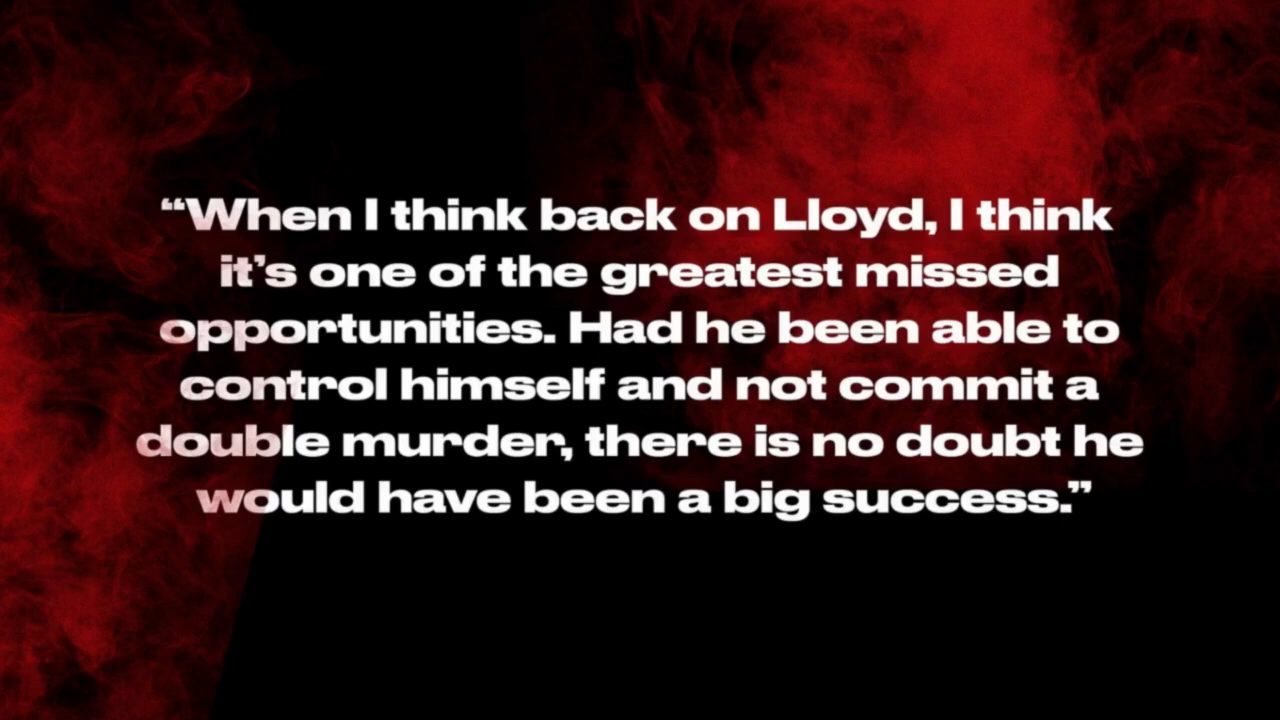 “When I think back on Lloyd, I think
it’s one of the greatest missed
opportunities. Had he been able to
control himself and not commit a
double murder, there is no doubt he
would have been a big success.”